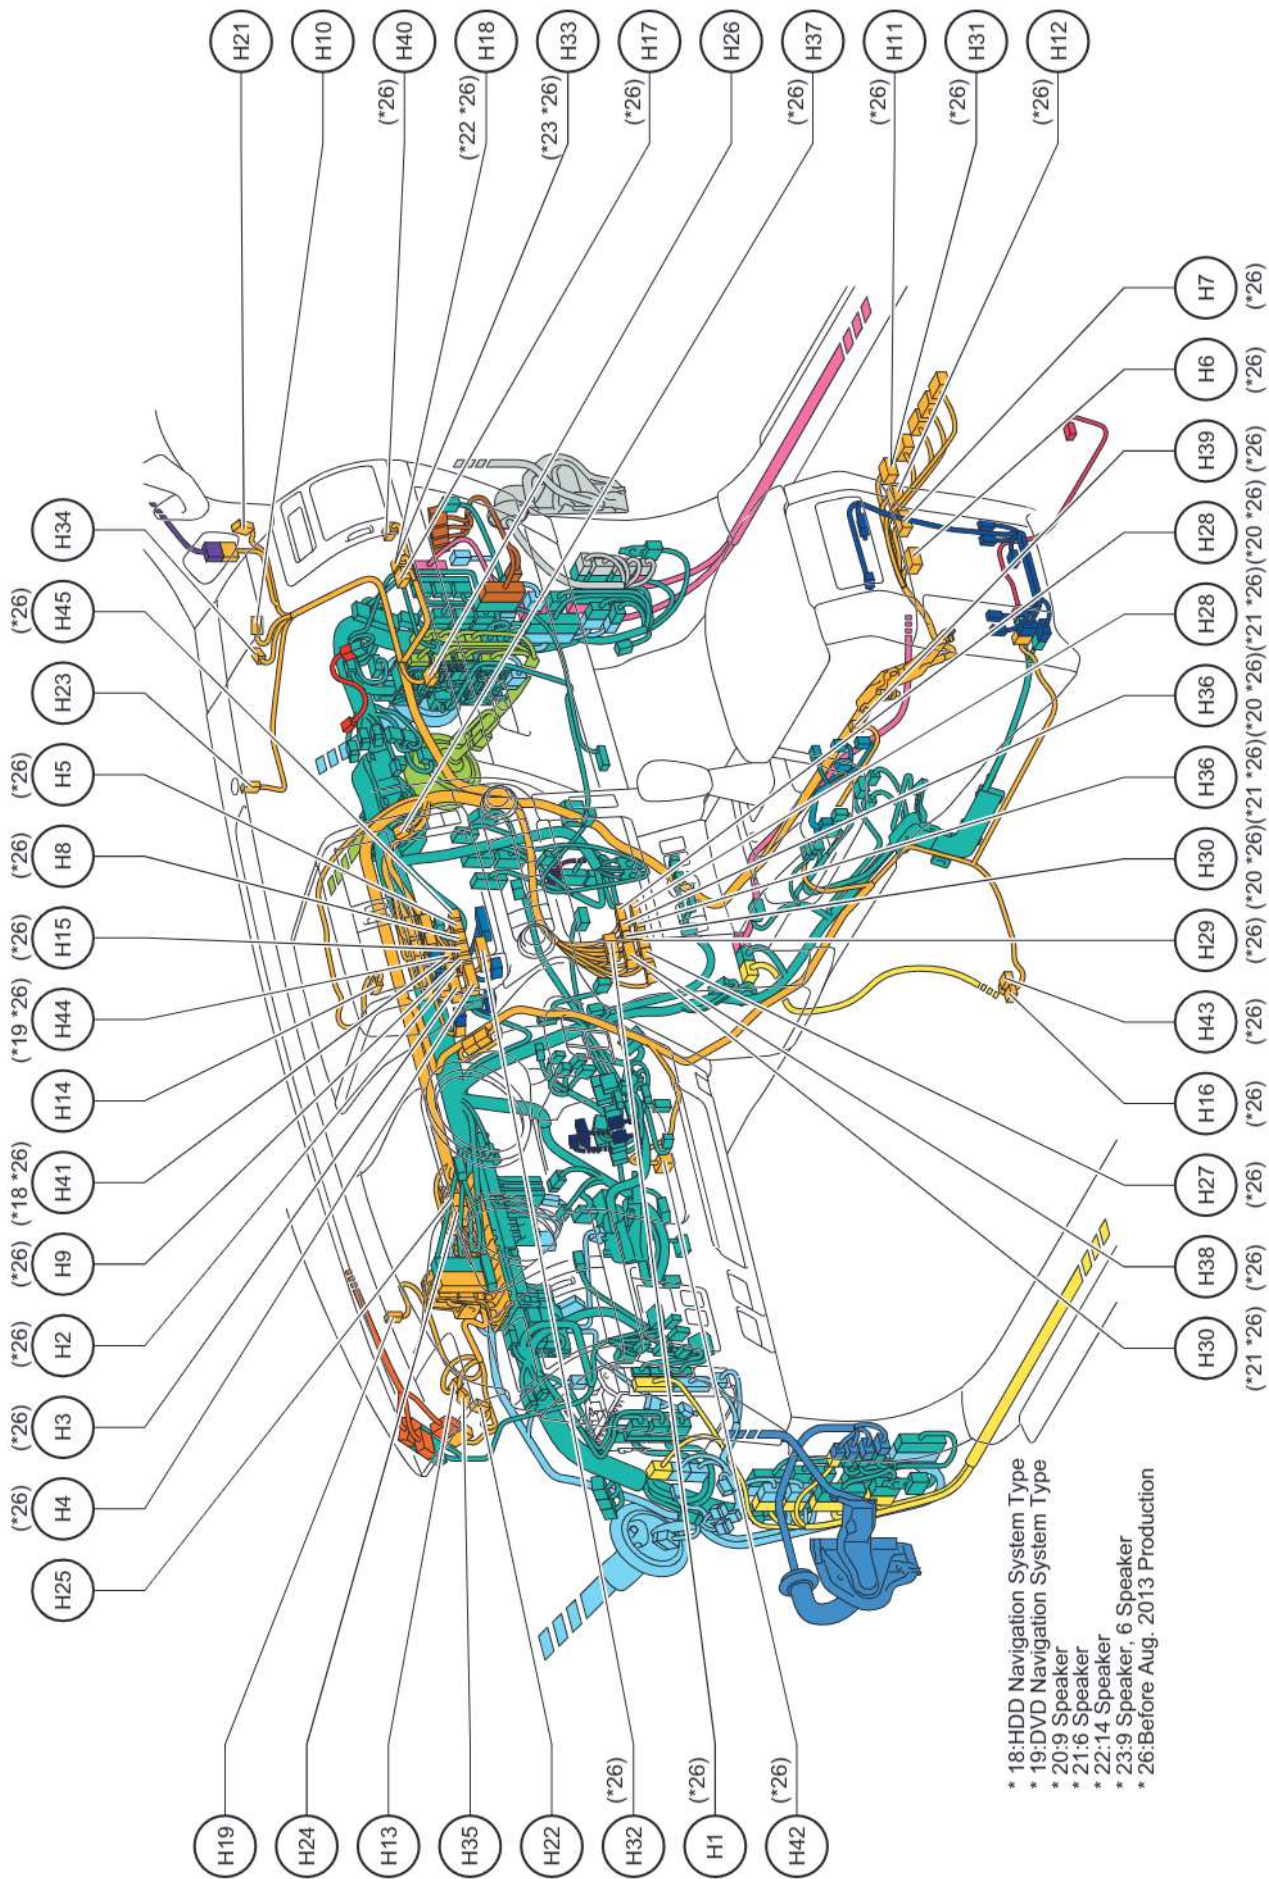 (*26) (*26) (*26) (*26) (*18 *26) (*19 *26) (*26) (*26) (*26) (*26)
H25 H4 H3 H2 H9 H41 H14 H44 H15 H8 H5 H23 H45 H34
H19
H24
H13
H35
H22
(*26)
H32
(*26)
H1
(*26)
H42
H21
H10
(*26)
H40
(*22 *26)
H18
(*23 *26)
H33
(*26)
H17
H26
(*26)
H37
(*26)
H11
(*26)
H31
(*26)
H12
* 18:HDD Navigation System Type
* 19:DVD Navigation System Type
* 20:9 Speaker
* 21:6 Speaker
* 22:14 Speaker
* 23:9 Speaker, 6 Speaker
* 26:Before Aug. 2013 Production
H30 H38 H27 H16 H43 H29 H30 H36 H36 H28 H28 H39 H6 H7
(*21 *26) (*26) (*26) (*26) (*26) (*26) (*20 *26) (*21 *26) (*20 *26) (*21 *26) (*20 *26) (*26) (*26) (*26)